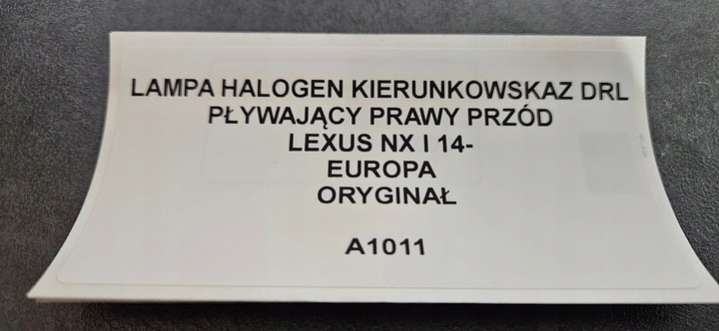 LAMPA HALOGEN KIERUNKOWSKAZ DRL
PŁYWAJĄCY PRAWY PRZÓD
LEXUS NX I 14-
EUROPA
ORYGINAŁ
A1011